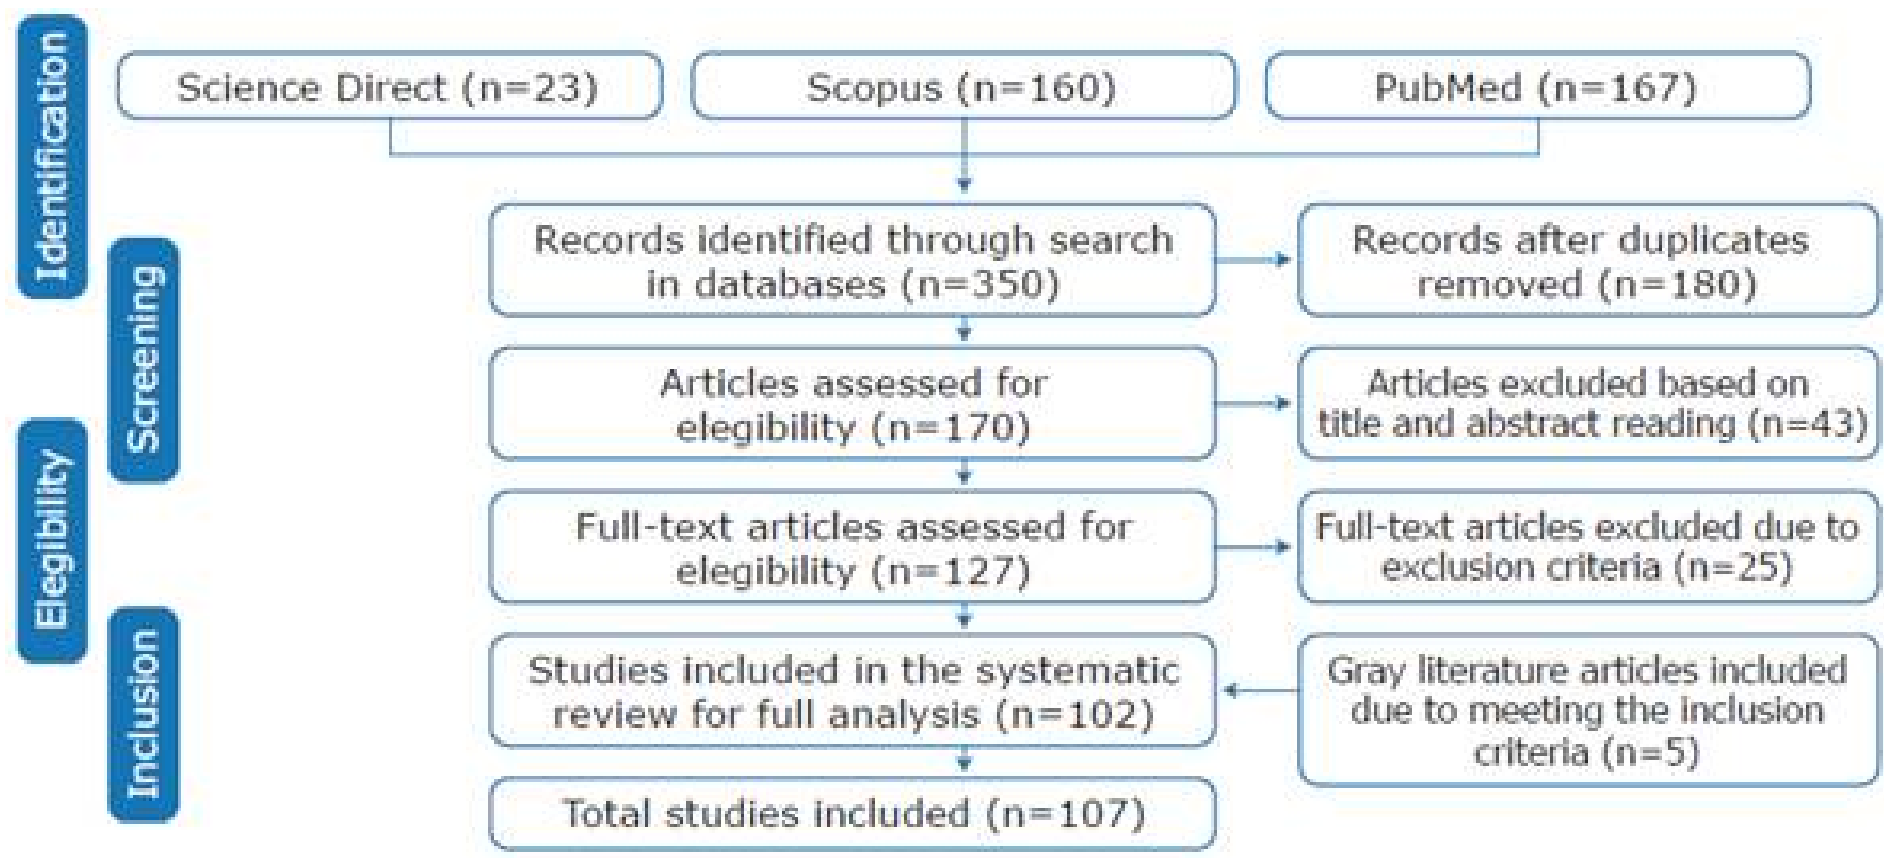 Identification
Science Direct (n=23)
Scopus (n=160)
PubMed (n=167)
Records identified through search
in databases (n=350)
Records after duplicates
removed (n=180)
Screening
Articles assessed for
elegibility (n=170)
Articles excluded based on
title and abstract reading (n=43)
Elegibility
Full-text articles assessed for
elegibility (n=127)
Full-text articles excluded due to
exclusion criteria (n=25)
Inclusion
Studies included in the systematic
review for full analysis (n=102)
Gray literature articles included
due to meeting the inclusion
criteria (n=5)
Total studies included (n=107)